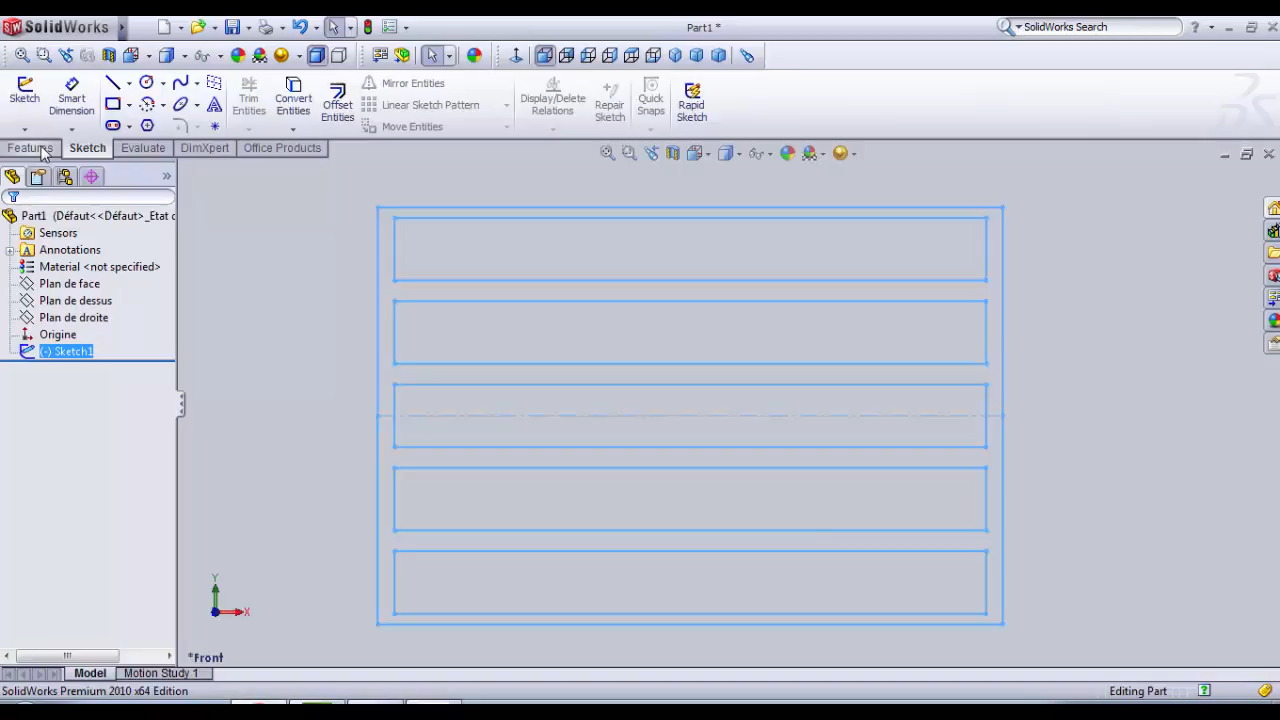 SolidWorks
Part1 *
SolidWorks Search
Sketch
Smart Dimension
Trim Entities
Convert Entities
Offset Entities
Mirror Entities
Linear Sketch Pattern
Move Entities
Display/Delete Relations
Repair Sketch
Quick Snaps
Rapid Sketch
Features
Sketch
Evaluate
DimXpert
Office Products
Part1 (Défaut<<Défaut>_Etat
Sensors
Annotations
Material <not specified>
Plan de face
Plan de dessus
Plan de droite
Origine
(-) Sketch1
Y
X
*Front
Model
Motion Study 1
SolidWorks Premium 2010 x64 Edition
Editing Part